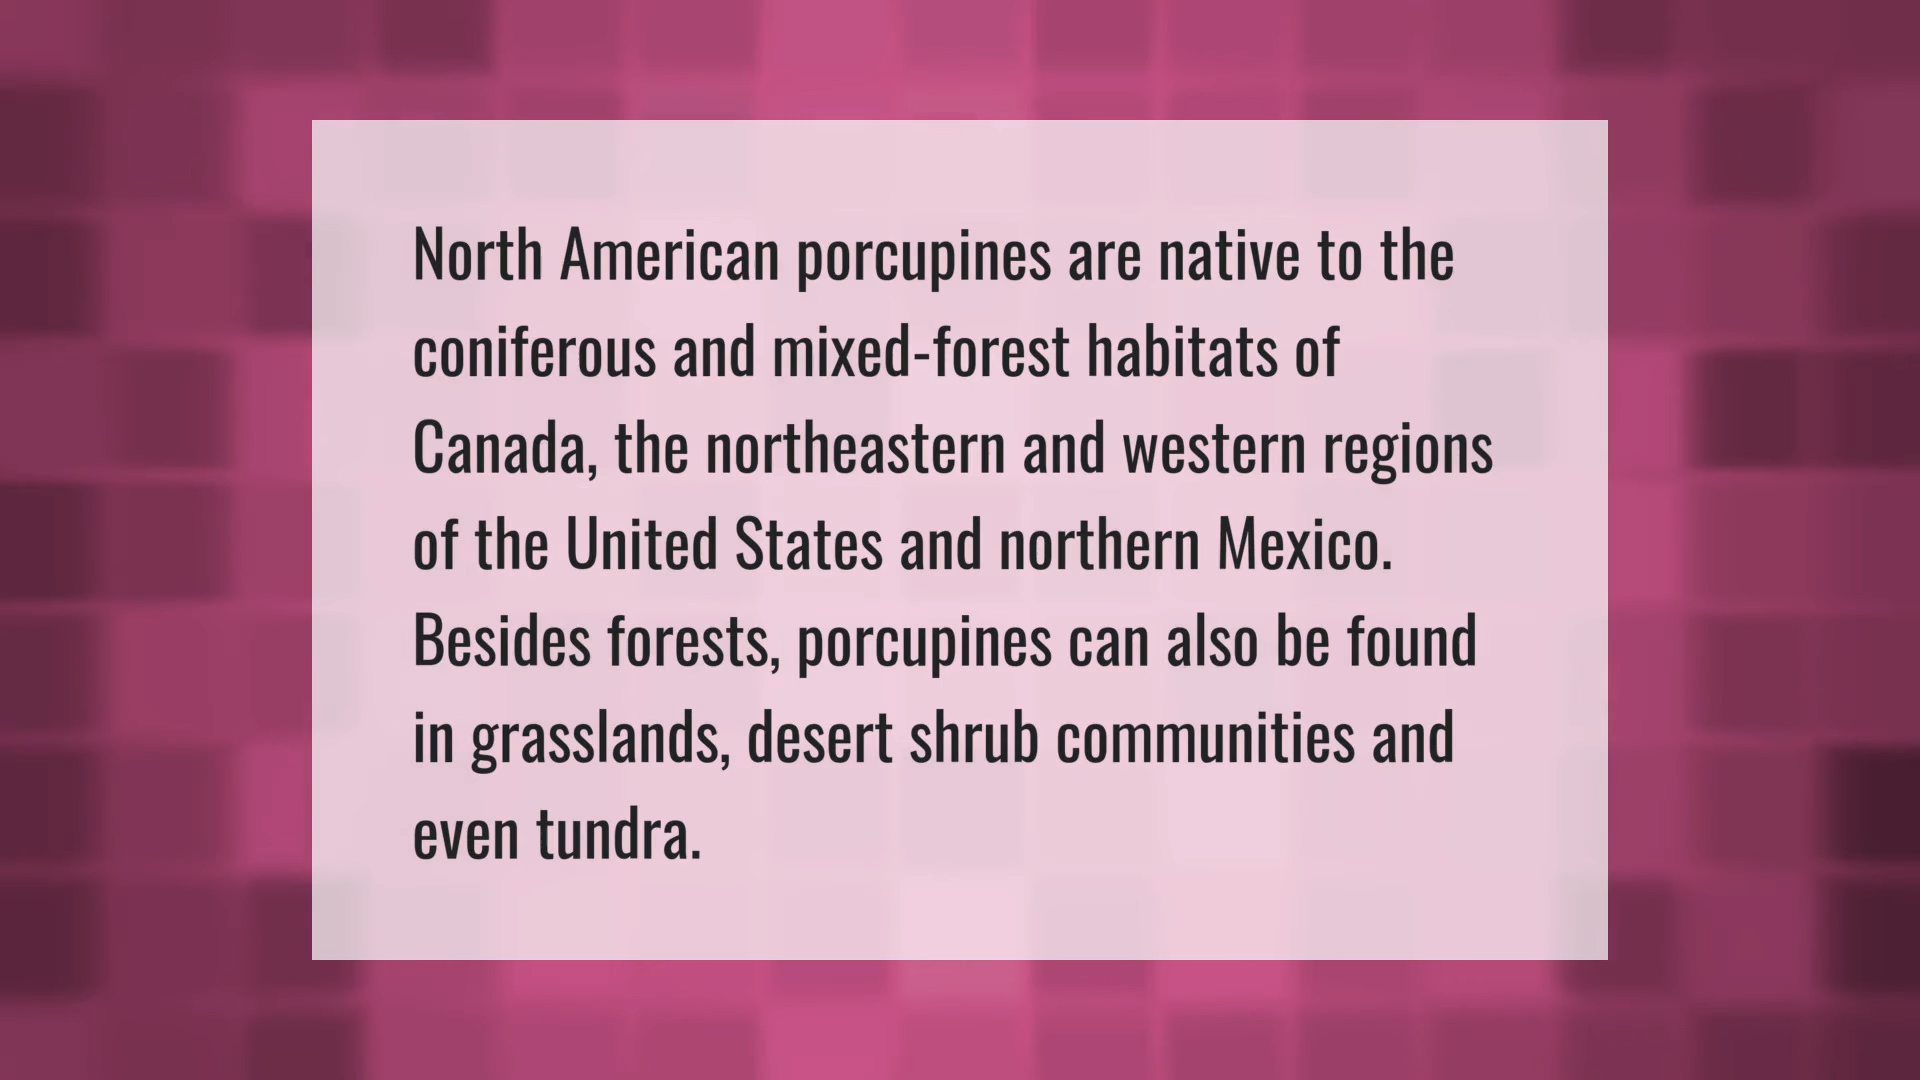 North American porcupines are native to the
coniferous and mixed-forest habitats of
Canada, the northeastern and western regions
of the United States and northern Mexico.
Besides forests, porcupines can also be found
in grasslands, desert shrub communities and
even tundra.